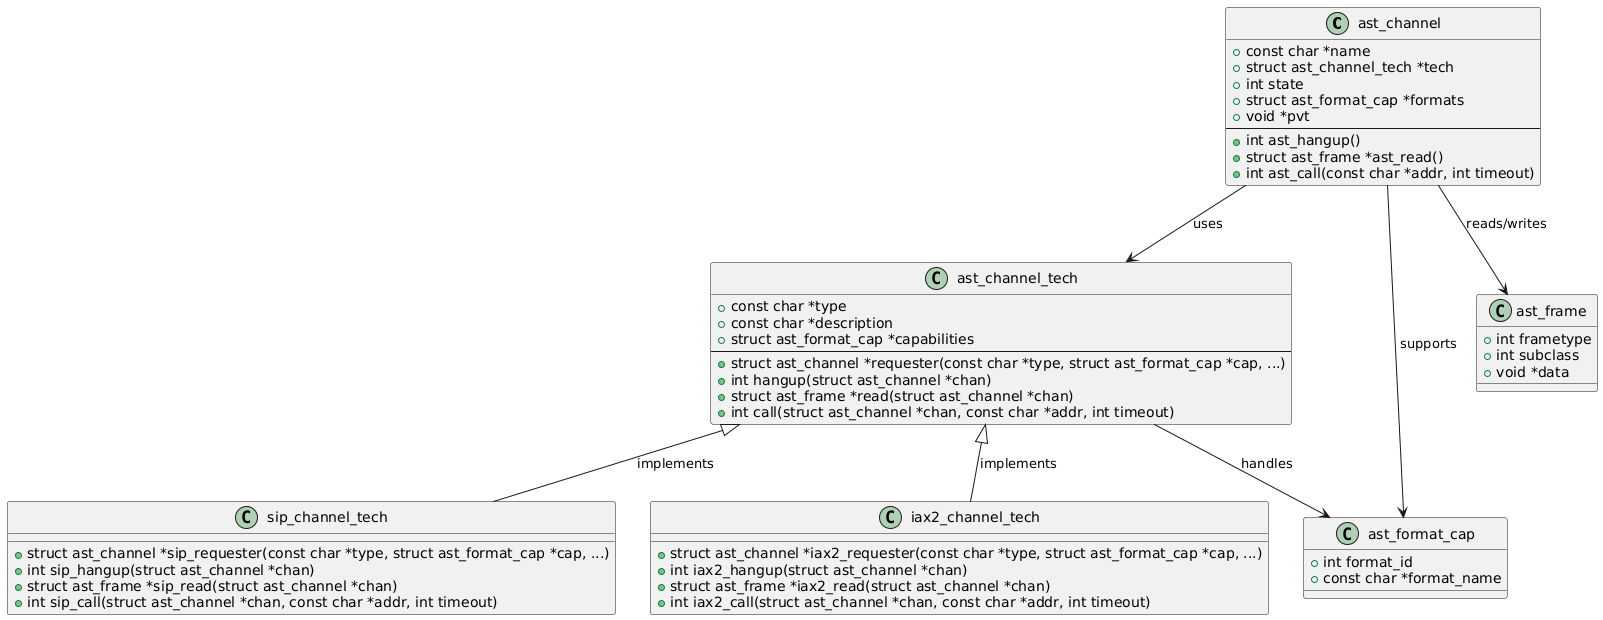 C ast_channel
const char *name
struct ast_channel_tech *tech
int state
struct ast_format_cap *formats
void *pvt
int ast_hangup()
struct ast_frame *ast_read()
int ast_call(const char *addr, int timeout)
uses
reads/writes
supports
C ast_channel_tech
const char *type
const char *description
struct ast_format_cap *capabilities
struct ast_channel *requester(const char *type, struct ast_format_cap *cap, ...)
int hangup(struct ast_channel *chan)
struct ast_frame *read(struct ast_channel *chan)
int call(struct ast_channel *chan, const char *addr, int timeout)
C ast_frame
int frametype
int subclass
void *data
implements
implements
handles
C sip_channel_tech
struct ast_channel *sip_requester(const char *type, struct ast_format_cap *cap, ...)
int sip_hangup(struct ast_channel *chan)
struct ast_frame *sip_read(struct ast_channel *chan)
int sip_call(struct ast_channel *chan, const char *addr, int timeout)
C iax2_channel_tech
struct ast_channel *iax2_requester(const char *type, struct ast_format_cap *cap, ...)
int iax2_hangup(struct ast_channel *chan)
struct ast_frame *iax2_read(struct ast_channel *chan)
int iax2_call(struct ast_channel *chan, const char *addr, int timeout)
C ast_format_cap
int format_id
const char *format_name